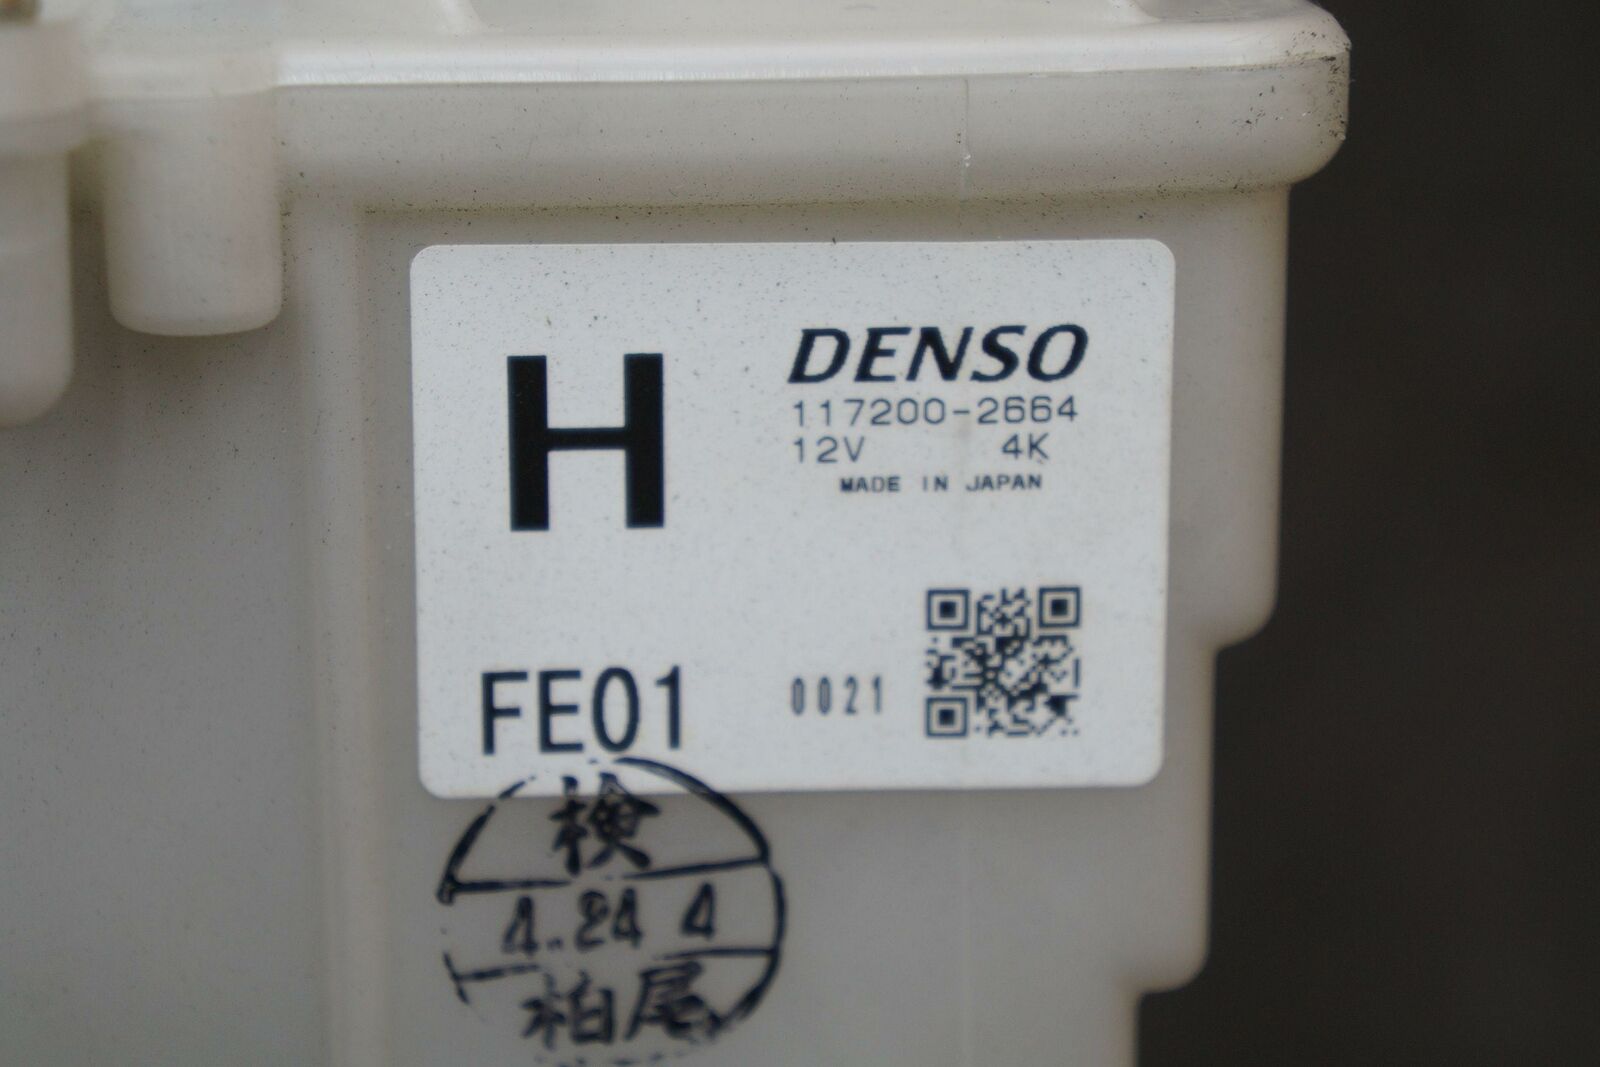 H
DENSO
117200-2664
12V 4K
MADE IN JAPAN
FE01
0021
検
4.24 4
柏尾